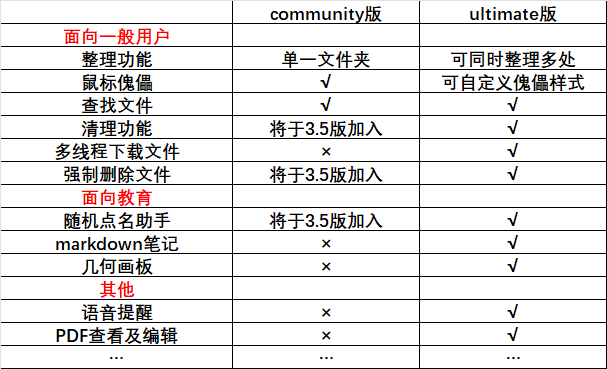 community版 ultimate版
面向一般用户
整理功能 单一文件夹 可同时整理多处
鼠标傀儡 √ 可自定义傀儡样式
查找文件 √ √
清理功能 将于3.5版加入 √
多线程下载文件 × √
强制删除文件 将于3.5版加入 √
面向教育
随机点名助手 将于3.5版加入 √
markdown笔记 × √
几何画板 × √
其他
语音提醒 × √
PDF查看及编辑 × √
… … …